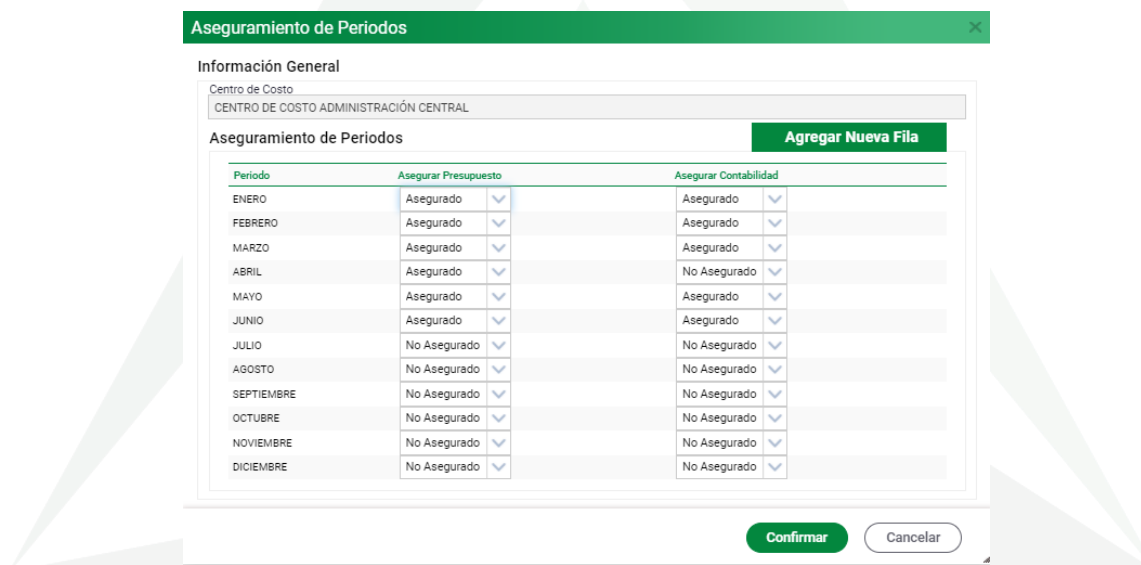 Aseguramiento de Periodos
Información General
Centro de Costo
CENTRO DE COSTO ADMINISTRACIÓN CENTRAL
Aseguramiento de Periodos Agregar Nueva Fila
Periodo Asegurar Presupuesto Asegurar Contabilidad
ENERO Asegurado Asegurado
FEBRERO Asegurado Asegurado
MARZO Asegurado Asegurado
ABRIL Asegurado No Asegurado
MAYO Asegurado Asegurado
JUNIO Asegurado Asegurado
JULIO No Asegurado No Asegurado
AGOSTO No Asegurado No Asegurado
SEPTIEMBRE No Asegurado No Asegurado
OCTUBRE No Asegurado No Asegurado
NOVIEMBRE No Asegurado No Asegurado
DICIEMBRE No Asegurado No Asegurado
Confirmar Cancelar